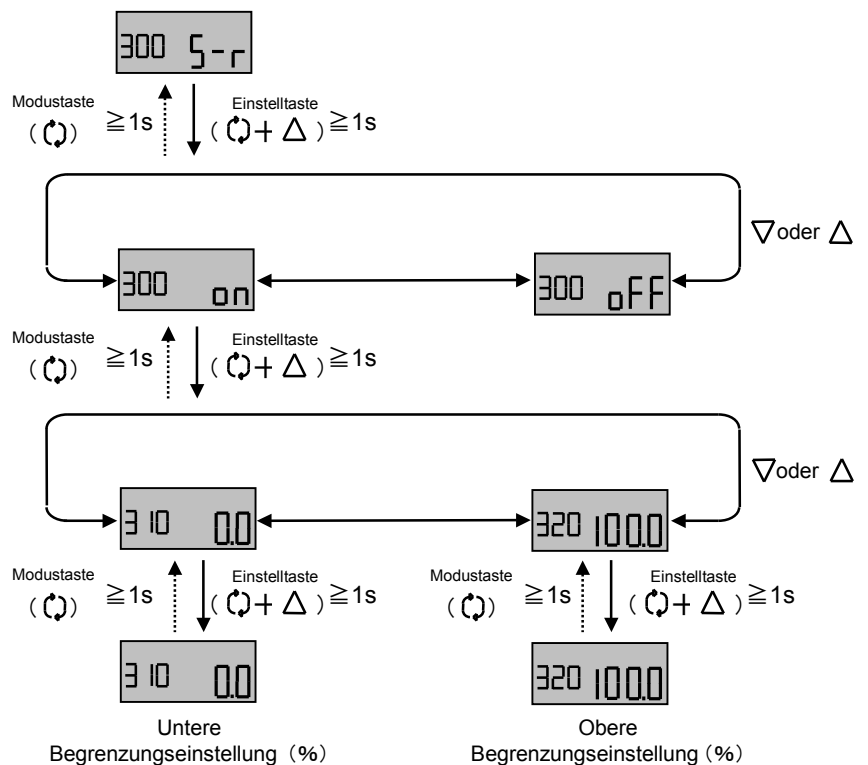 300 S-r
Modustaste
(↻) ≧1s
Einstelltaste
(↻+ △) ≧1s
▽oder △
300 on
300 oFF
Modustaste
(↻) ≧1s
Einstelltaste
(↻+ △) ≧1s
▽oder △
310 0.0
320 100.0
Modustaste
(↻) ≧1s
Einstelltaste
(↻+ △) ≧1s
Modustaste
(↻) ≧1s
Einstelltaste
(↻+ △) ≧1s
310 0.0
320 100.0
Untere
Begrenzungseinstellung (%)
Obere
Begrenzungseinstellung (%)